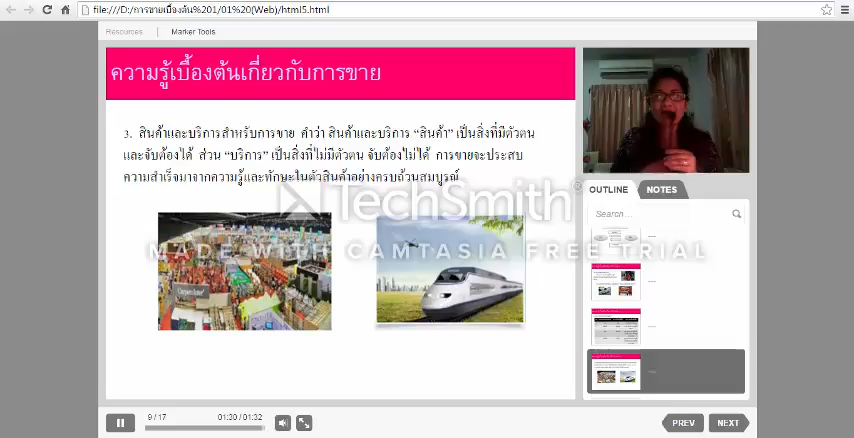 file:///D:/การขายเบื้องต้น%201/01%20(Web)/html5.html
Resources
Marker Tools
ความรู้เบื้องต้นเกี่ยวกับการขาย
3. สินค้าและบริการสำหรับการขาย คำว่า สินค้าและบริการ “สินค้า” เป็นสิ่งที่มีตัวตน
และจับต้องได้ ส่วน “บริการ” เป็นสิ่งที่ไม่มีตัวตน จับต้องไม่ได้ การขายจะประสบ
ความสำเร็จมาจากความรู้และทักษะในตัวสินค้าอย่างครบถ้วนสมบูรณ์
TechSmith®
MADE WITH CAMTASIA FREE TRIAL
OUTLINE
NOTES
Search...
9 / 17
01:30 / 01:32
PREV
NEXT